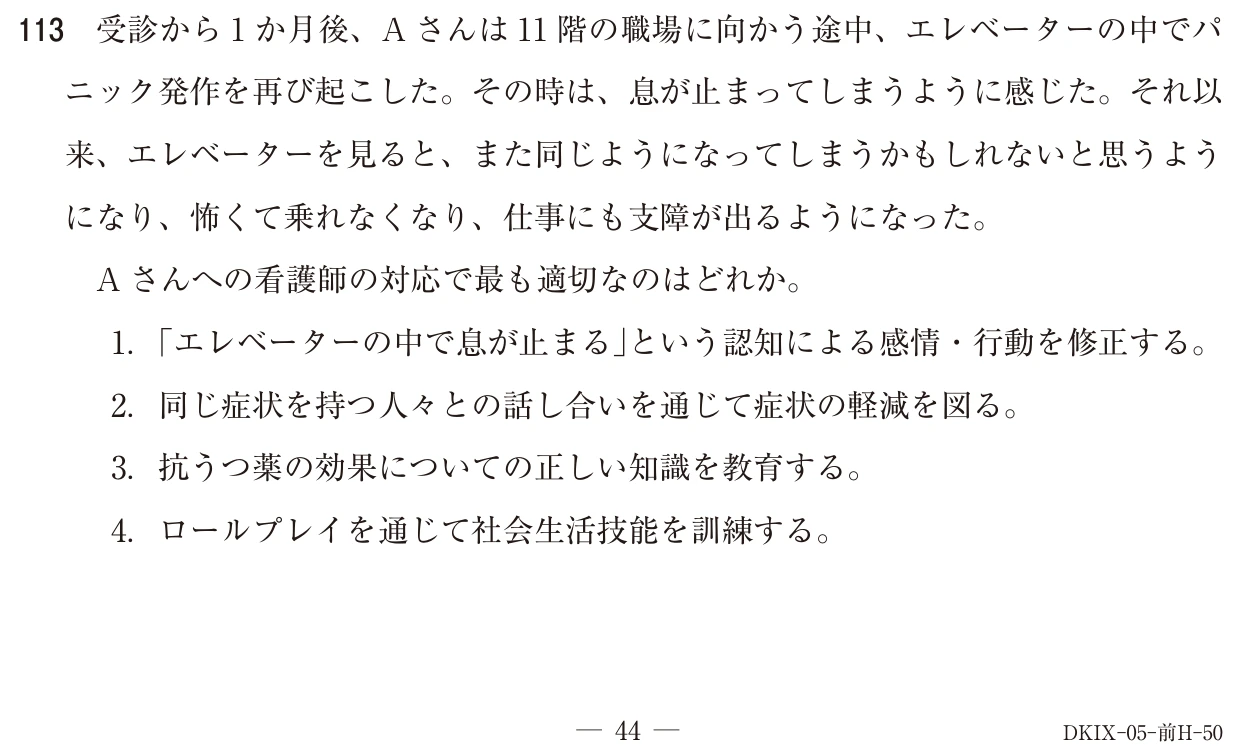 113 受診から1か月後、Aさんは11階の職場に向かう途中、エレベーターの中でパ
ニック発作を再び起こした。その時は、息が止まってしまうように感じた。それ以
来、エレベーターを見ると、また同じようになってしまうかもしれないと思うよう
になり、怖くて乗れなくなり、仕事にも支障が出るようになった。
Aさんへの看護師の対応で最も適切なのはどれか。
1. 「エレベーターの中で息が止まる」という認知による感情・行動を修正する。
2. 同じ症状を持つ人々との話し合いを通じて症状の軽減を図る。
3. 抗うつ薬の効果についての正しい知識を教育する。
4. ロールプレイを通じて社会生活技能を訓練する。
— 44 —
DKIX-05-前H-50